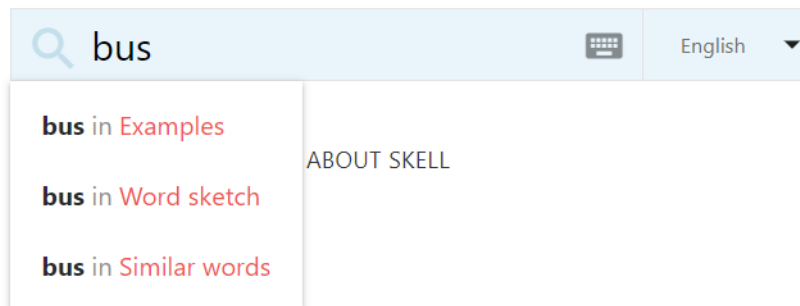 bus
English
bus in Examples
ABOUT SKELL
bus in Word sketch
bus in Similar words